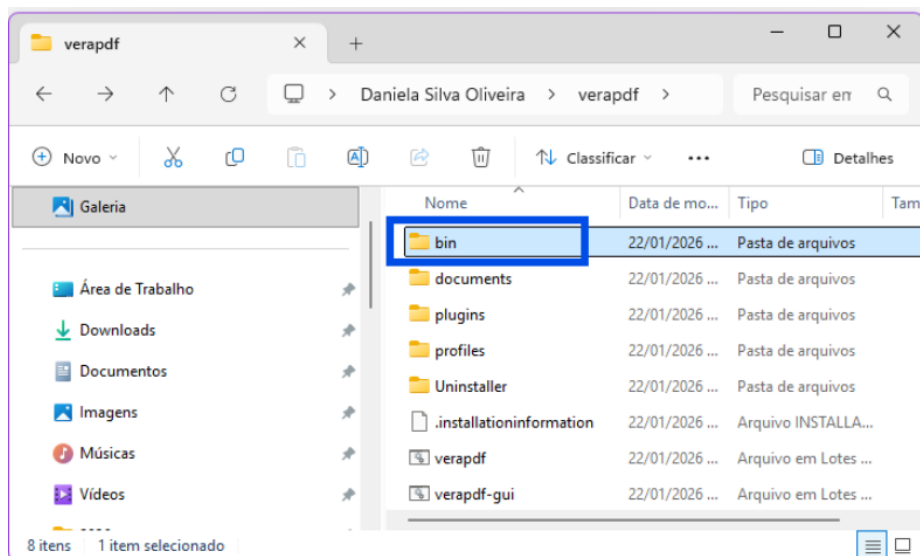 verapdf
Daniela Silva Oliveira > verapdf >
Pesquisar em
Novo
Classificar
Detalhes
Galeria
Nome
Data de mo...
Tipo
Tam
bin
22/01/2026 ...
Pasta de arquivos
Área de Trabalho
documents
22/01/2026 ...
Pasta de arquivos
Downloads
plugins
22/01/2026 ...
Pasta de arquivos
Documentos
profiles
22/01/2026 ...
Pasta de arquivos
Imagens
Uninstaller
22/01/2026 ...
Pasta de arquivos
Músicas
.installationinformation
22/01/2026 ...
Arquivo INSTALLA...
verapdf
22/01/2026 ...
Arquivo em Lotes ...
Vídeos
verapdf-gui
22/01/2026 ...
Arquivo em Lotes ...
8 itens
1 item selecionado